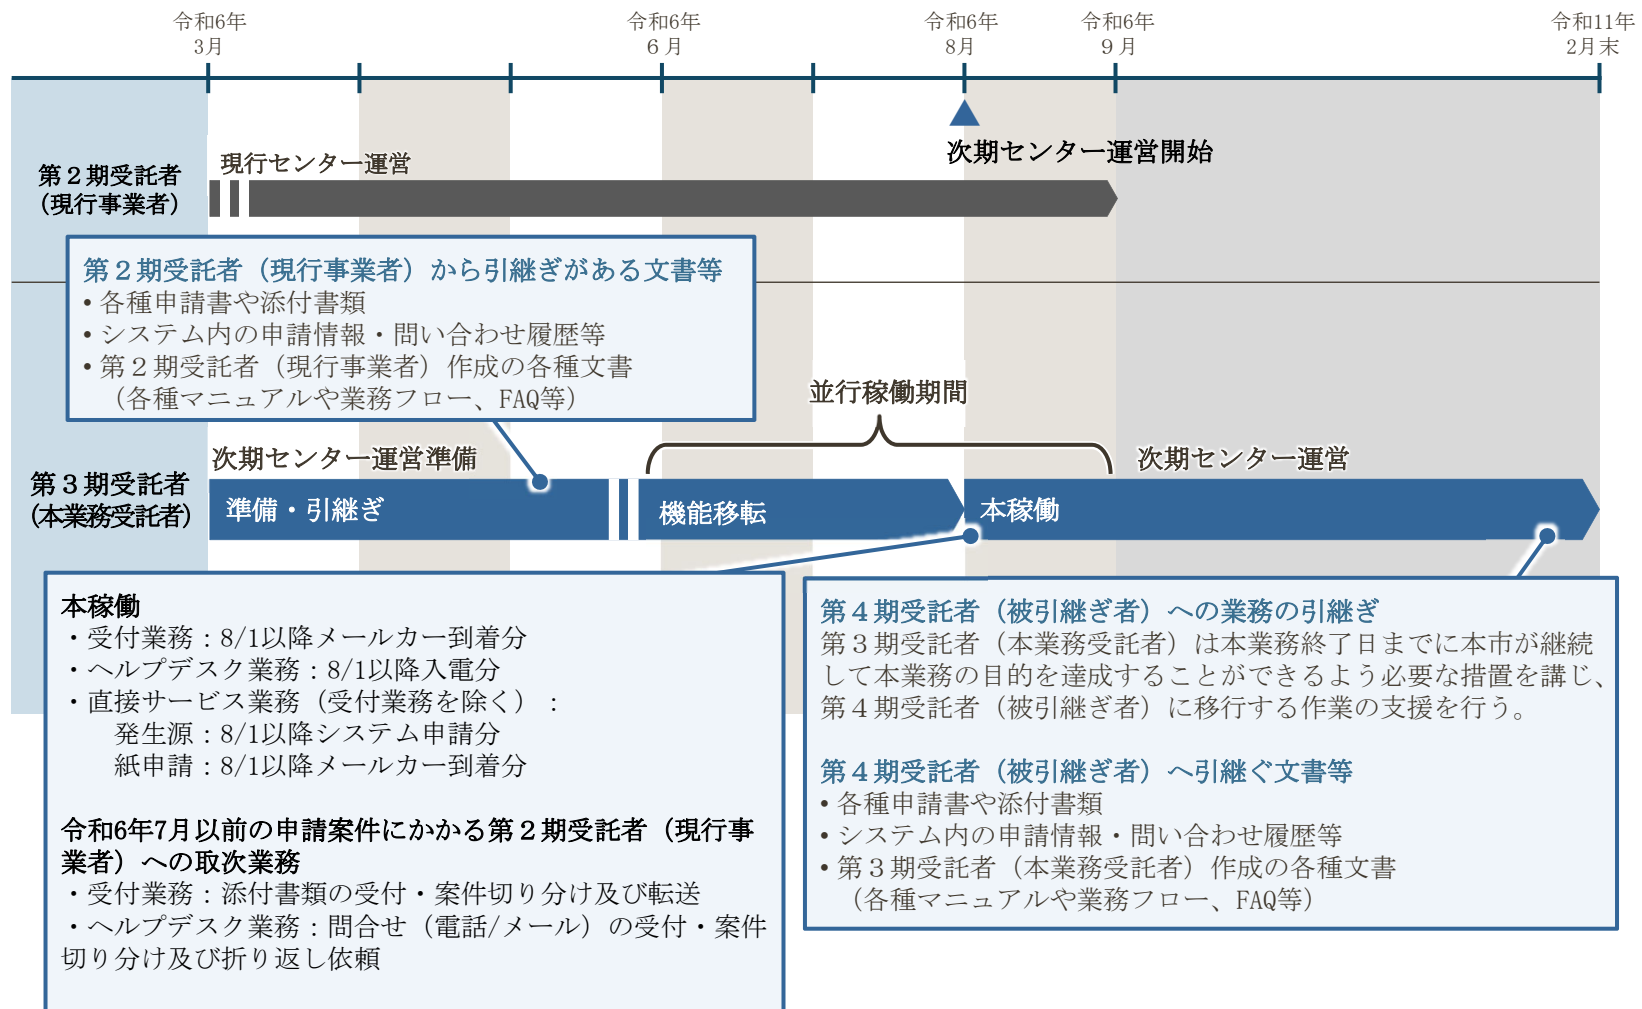 令和6年
3月
令和6年
６月
令和6年
8月
令和6年
９月
令和11年
2月末
次期センター運営開始
第２期受託者
（現行事業者）
現行センター運営
第２期受託者（現行事業者）から引継ぎがある文書等
• 各種申請書や添付書類
• システム内の申請情報・問い合わせ履歴等
• 第２期受託者（現行事業者）作成の各種文書
（各種マニュアルや業務フロー、FAQ等）
並行稼働期間
次期センター運営準備
次期センター運営
第３期受託者
（本業務受託者）
準備・引継ぎ
機能移転
本稼働
本稼働
・受付業務：8/1以降メールカー到着分
・ヘルプデスク業務：8/1以降入電分
・直接サービス業務（受付業務を除く）：
発生源：8/1以降システム申請分
紙申請：8/1以降メールカー到着分
令和6年7月以前の申請案件にかかる第２期受託者（現行事
業者）への取次業務
・受付業務：添付書類の受付・案件切り分け及び転送
・ヘルプデスク業務：問合せ（電話/メール）の受付・案件
切り分け及び折り返し依頼
第４期受託者（被引継ぎ者）への業務の引継ぎ
第３期受託者（本業務受託者）は本業務終了日までに本市が継続
して本業務の目的を達成することができるよう必要な措置を講じ、
第４期受託者（被引継ぎ者）に移行する作業の支援を行う。
第４期受託者（被引継ぎ者）へ引継ぐ文書等
• 各種申請書や添付書類
• システム内の申請情報・問い合わせ履歴等
• 第３期受託者（本業務受託者）作成の各種文書
（各種マニュアルや業務フロー、FAQ等）